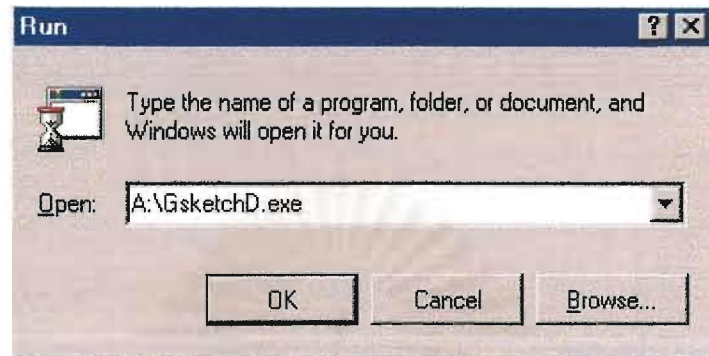 Run
Type the name of a program, folder, or document, and
Windows will open it for you.
Open: A:\GsketchD.exe
OK Cancel Browse...